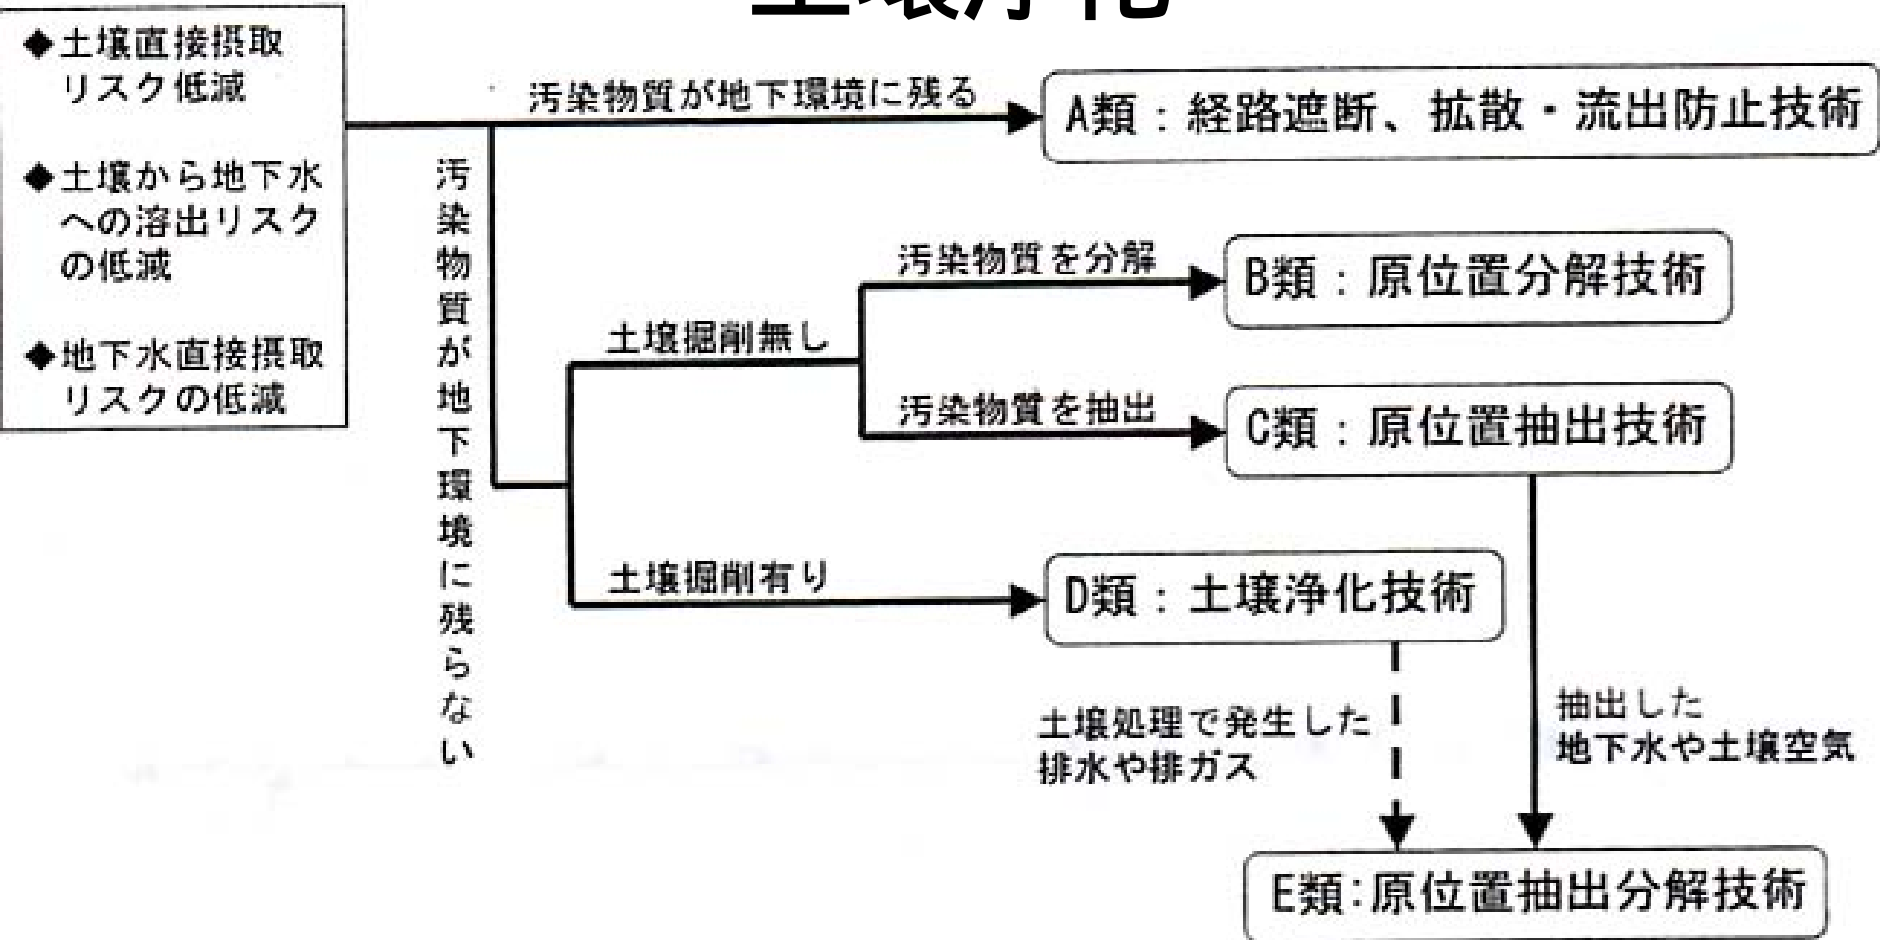 土壌浄化
◆土壌直接摂取
リスク低減
◆土壌から地下水
への溶出リスク
の低減
◆地下水直接摂取
リスクの低減
汚染物質が地下環境に残る
A類：経路遮断、拡散・流出防止技術
汚染物質が地下環境に残らない
汚染物質を分解
B類：原位置分解技術
土壌掘削無し
汚染物質を抽出
C類：原位置抽出技術
土壌掘削有り
D類：土壌浄化技術
土壌処理で発生した
排水や排ガス
抽出した
地下水や土壌空気
E類：原位置抽出分解技術